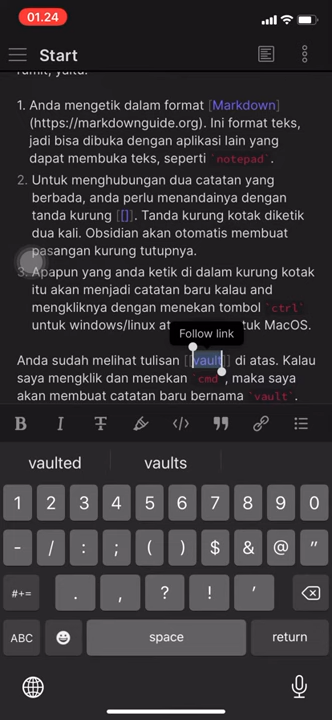 01.24
Start
1. Anda mengetik dalam format [Markdown]
(https://markdownguide.org). Ini format teks,
jadi bisa dibuka dengan aplikasi lain yang
dapat membuka teks, seperti `notepad`
2. Untuk menghubungan dua catatan yang
berbada, anda perlu menandainya dengan
tanda kurung [[]]. Tanda kurung kotak diketik
dua kali. Obsidian akan otomatis membuat
pasangan kurung tutupnya.
3. Apapun yang anda ketik di dalam kurung kotak
itu akan menjadi catatan baru kalau and
mengkliknya dengan menekan tombol `ctrl`
untuk windows/linux
tuk MacOS.
Follow link
Anda sudah melihat tulisan [[vault]] di atas. Kalau
saya mengklik dan menekan `cmd`, maka saya
akan membuat catatan baru bernama `vault`.
B I T </> ”
vaulted vaults
1 2 3 4 5 6 7 8 9 0
- / : ; ( ) $ & @ "
#+= . , ? ! '
ABC space return